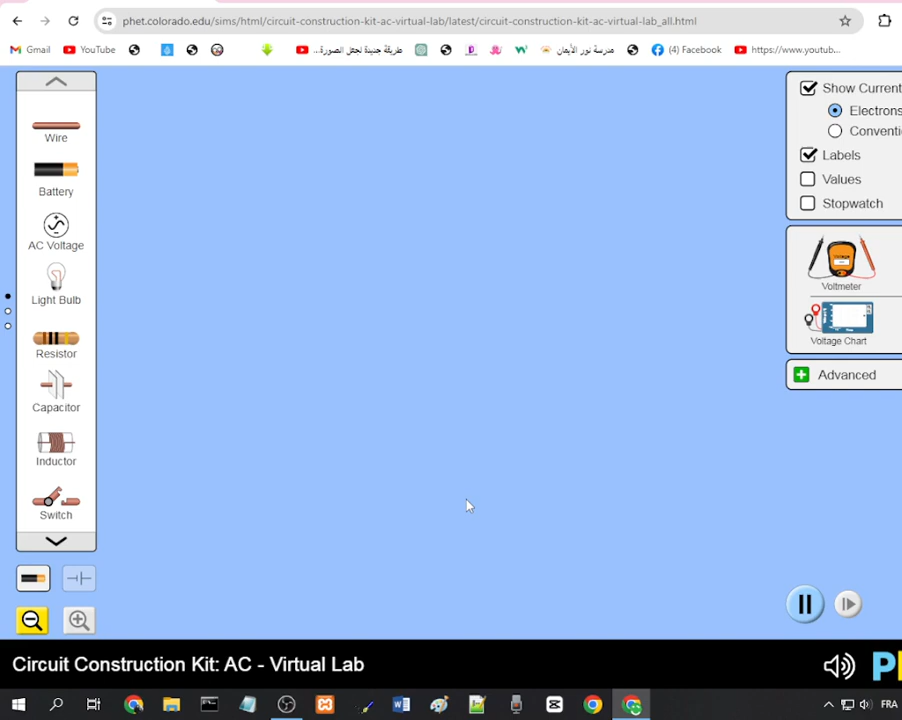 phet.colorado.edu/sims/html/circuit-construction-kit-ac-virtual-lab/latest/circuit-construction-kit-ac-virtual-lab_all.html
Gmail YouTube طريقة جديدة لجعل الصورة... مدرسة نور الأيمان (4) Facebook https://www.youtub...
Wire
Battery
AC Voltage
Light Bulb
Resistor
Capacitor
Inductor
Switch
Show Current
Electrons
Conventi
Labels
Values
Stopwatch
Voltmeter
Voltage Chart
Advanced
Circuit Construction Kit: AC - Virtual Lab
FRA